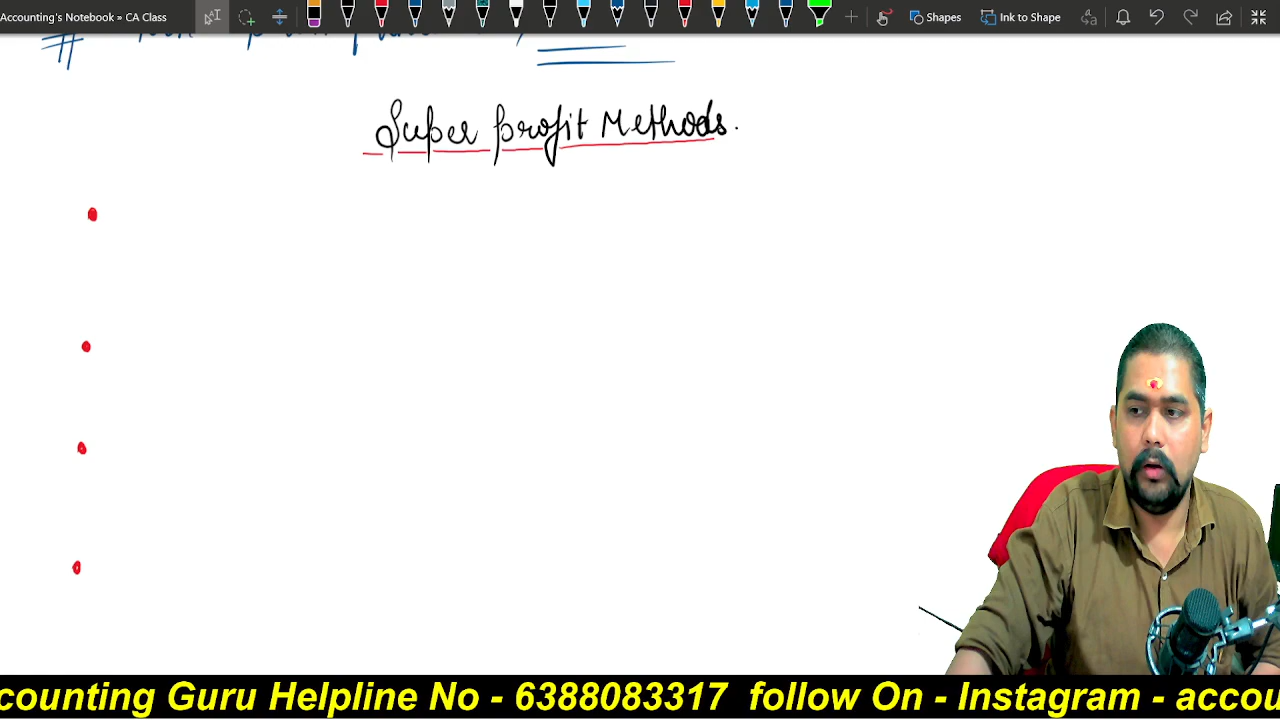 Accounting's Notebook » CA Class
Shapes
Ink to Shape
Super profit Methods.
counting Guru Helpline No - 6388083317 follow On - Instagram - accou